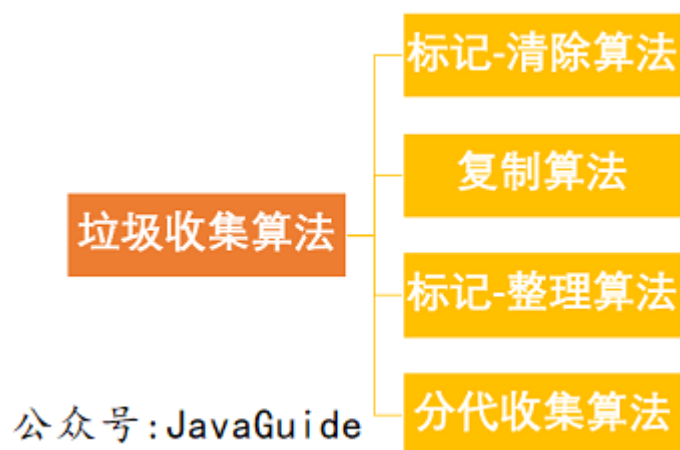 标记-清除算法
复制算法
垃圾收集算法
标记-整理算法
分代收集算法
公众号:JavaGuide